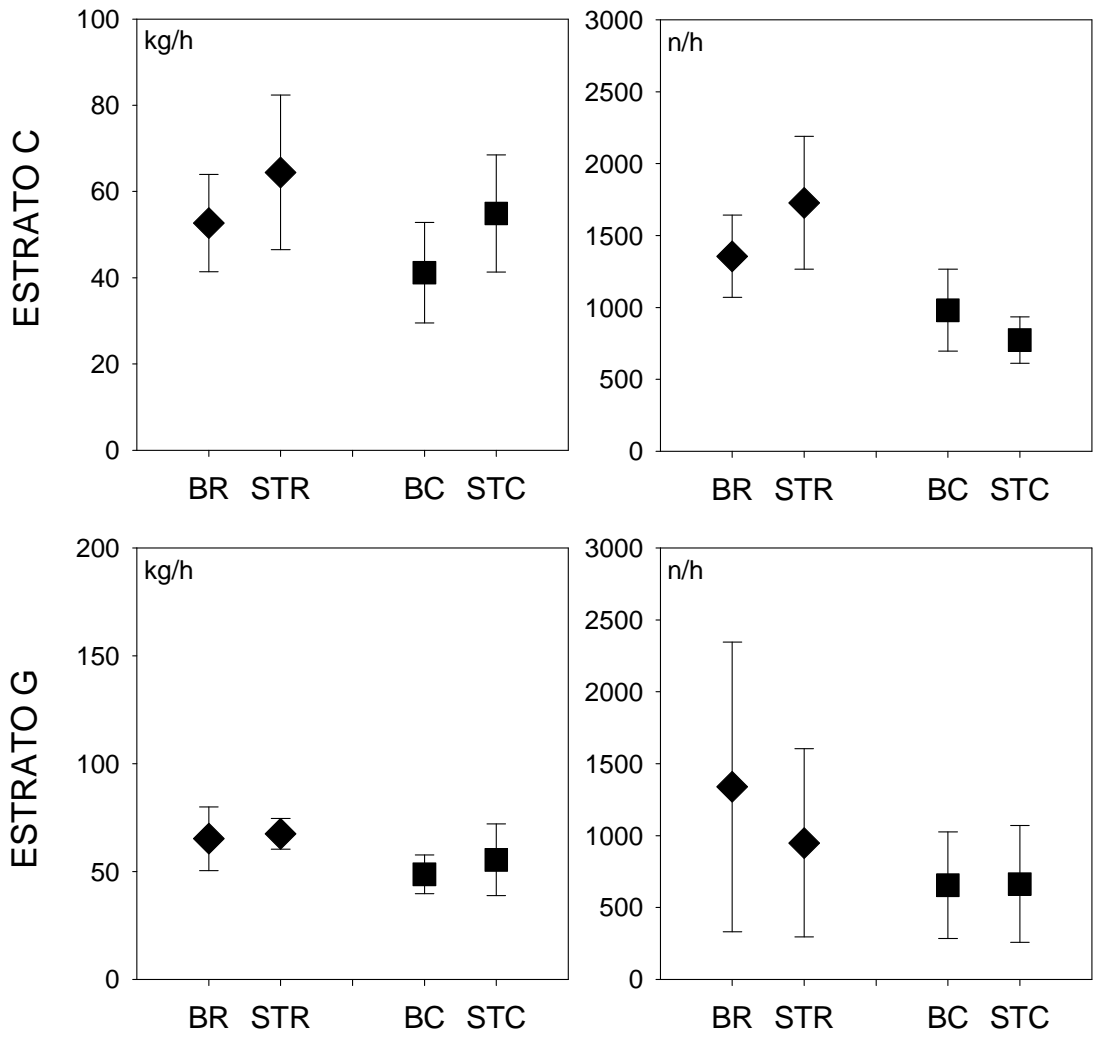 ESTRATO C
kg/h
100
80
60
40
20
0
BR STR BC STC
n/h
3000
2500
2000
1500
1000
500
0
BR STR BC STC
ESTRATO G
kg/h
200
150
100
50
0
BR STR BC STC
n/h
3000
2500
2000
1500
1000
500
0
BR STR BC STC